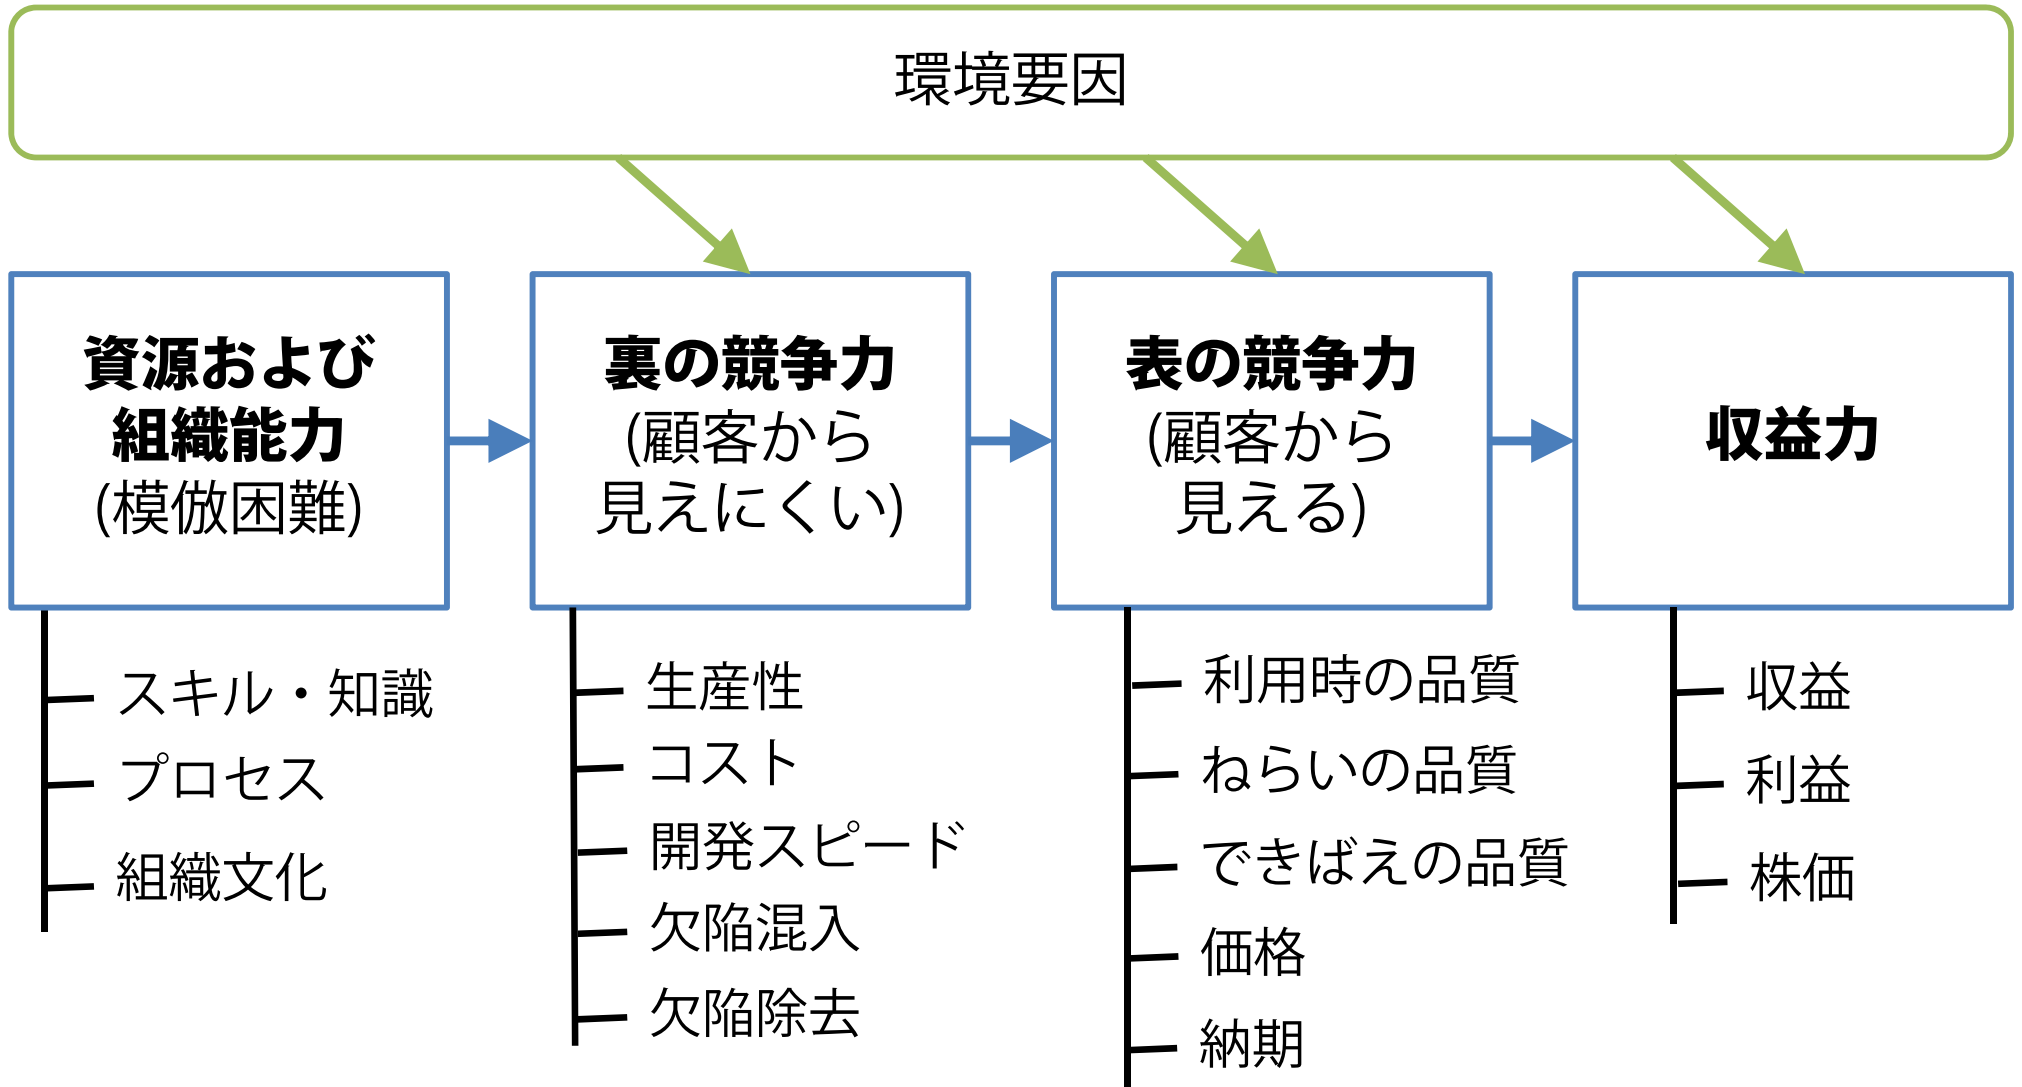 環境要因
資源および
組織能力
(模倣困難)
裏の競争力
(顧客から
見えにくい)
表の競争力
(顧客から
見える)
収益力
スキル・知識
プロセス
組織文化
生産性
コスト
開発スピード
欠陥混入
欠陥除去
利用時の品質
ねらいの品質
できばえの品質
価格
納期
収益
利益
株価